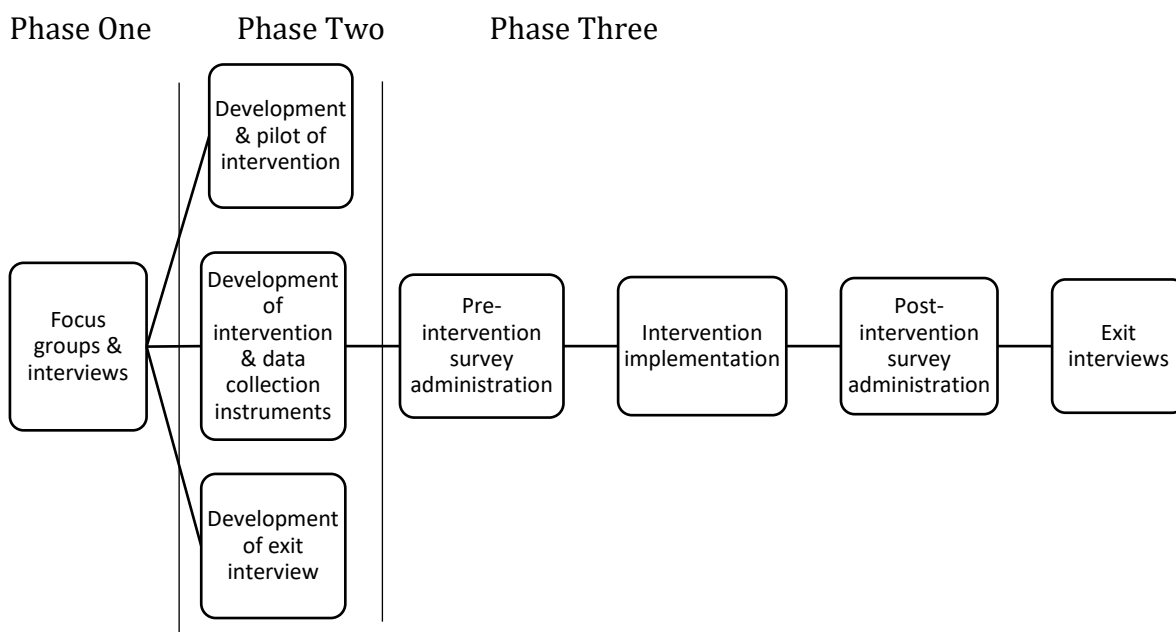 Phase One
Phase Two
Phase Three
Development
& pilot of
intervention
Focus
groups &
interviews
Development
of
intervention
& data
collection
instruments
Pre-
intervention
survey
administration
Intervention
implementation
Post-
intervention
survey
administration
Exit
interviews
Development
of exit
interview